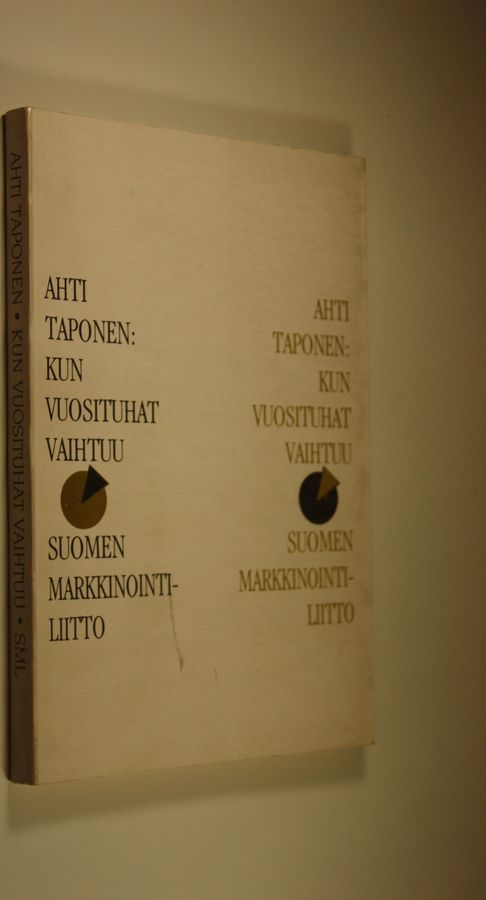 AHTI TAPONEN • KUN VUOSITUHAT VAIHTUU • SML
AHTI
TAPONEN:
KUN
VUOSITUHAT
VAIHTUU
SUOMEN
MARKKINOINTI-
LIITTO
AHTI
TAPONEN:
KUN
VUOSITUHAT
VAIHTUU
SUOMEN
MARKKINOINTI-
LIITTO